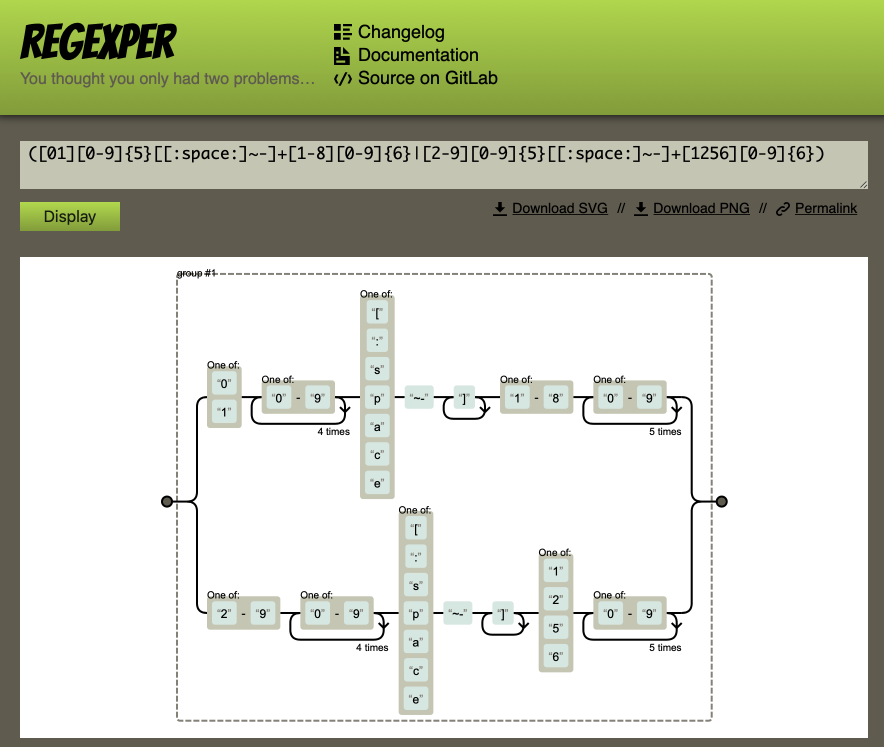 REGEXPER
You thought you only had two problems…
Changelog
Documentation
Source on GitLab
([01][0-9]{5}[[:space:]~-]+[1-8][0-9]{6}|[2-9][0-9]{5}[[:space:]~-]+[1256][0-9]{6})
Display
Download SVG // Download PNG // Permalink
group #1
One of:
“0”
“1”
One of:
“0” - “9”
4 times
One of:
“[”
“:”
“s”
“p”
“a”
“c”
“e”
“~-”
“]”
One of:
“1” - “8”
One of:
“0” - “9”
5 times
One of:
“2” - “9”
One of:
“0” - “9”
4 times
One of:
“[”
“:”
“s”
“p”
“a”
“c”
“e”
“~-”
“]”
One of:
“1”
“2”
“5”
“6”
One of:
“0” - “9”
5 times